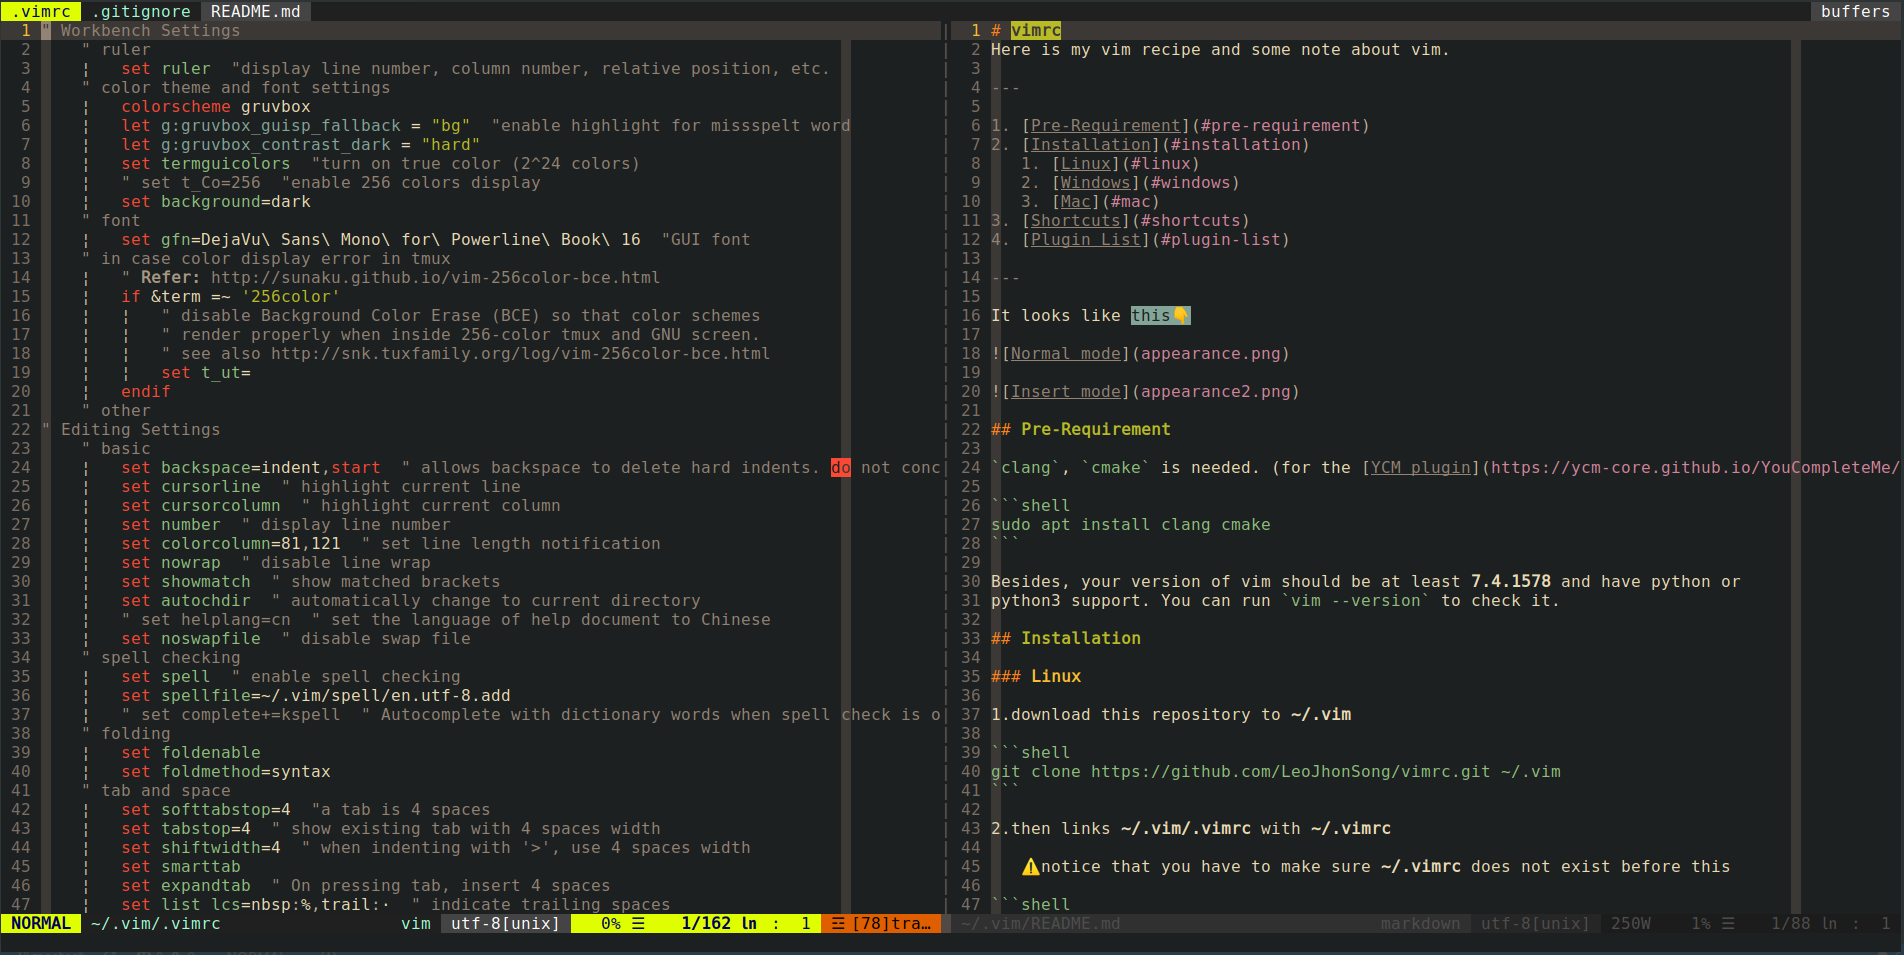 .vimrc .gitignore README.md buffers
1 " Workbench Settings
2 " ruler
3 ¦ set ruler "display line number, column number, relative position, etc.
4 " color theme and font settings
5 ¦ colorscheme gruvbox
6 ¦ let g:gruvbox_guisp_fallback = "bg" "enable highlight for missspelt word
7 ¦ let g:gruvbox_contrast_dark = "hard"
8 ¦ set termguicolors "turn on true color (2^24 colors)
9 ¦ " set t_Co=256 "enable 256 colors display
10 ¦ set background=dark
11 " font
12 ¦ set gfn=DejaVu\ Sans\ Mono\ for\ Powerline\ Book\ 16 "GUI font
13 " in case color display error in tmux
14 ¦ " Refer: http://sunaku.github.io/vim-256color-bce.html
15 ¦ if &term =~ '256color'
16 ¦ ¦ " disable Background Color Erase (BCE) so that color schemes
17 ¦ ¦ " render properly when inside 256-color tmux and GNU screen.
18 ¦ ¦ " see also http://snk.tuxfamily.org/log/vim-256color-bce.html
19 ¦ ¦ set t_ut=
20 ¦ endif
21 " other
22 " Editing Settings
23 " basic
24 ¦ set backspace=indent,start " allows backspace to delete hard indents. do not conc
25 ¦ set cursorline " highlight current line
26 ¦ set cursorcolumn " highlight current column
27 ¦ set number " display line number
28 ¦ set colorcolumn=81,121 " set line length notification
29 ¦ set nowrap " disable line wrap
30 ¦ set showmatch " show matched brackets
31 ¦ set autochdir " automatically change to current directory
32 ¦ " set helplang=cn " set the language of help document to Chinese
33 ¦ set noswapfile " disable swap file
34 " spell checking
35 ¦ set spell " enable spell checking
36 ¦ set spellfile=~/.vim/spell/en.utf-8.add
37 ¦ " set complete+=kspell " Autocomplete with dictionary words when spell check is o
38 " folding
39 ¦ set foldenable
40 ¦ set foldmethod=syntax
41 " tab and space
42 ¦ set softtabstop=4 "a tab is 4 spaces
43 ¦ set tabstop=4 " show existing tab with 4 spaces width
44 ¦ set shiftwidth=4 " when indenting with '>', use 4 spaces width
45 ¦ set smarttab
46 ¦ set expandtab " On pressing tab, insert 4 spaces
47 ¦ set list lcs=nbsp:%,trail:· " indicate trailing spaces
NORMAL ~/.vim/.vimrc vim utf-8[unix] 0% ☰ 1/162 ln : 1 ☲ [78]tra…
1 # vimrc
2 Here is my vim recipe and some note about vim.
3
4 ---
5
6 1. [Pre-Requirement](#pre-requirement)
7 2. [Installation](#installation)
8 1. [Linux](#linux)
9 2. [Windows](#windows)
10 3. [Mac](#mac)
11 3. [Shortcuts](#shortcuts)
12 4. [Plugin List](#plugin-list)
13
14 ---
15
16 It looks like this👇
17
18 ![Normal mode](appearance.png)
19
20 ![Insert mode](appearance2.png)
21
22 ## Pre-Requirement
23
24 `clang`, `cmake` is needed. (for the [YCM plugin](https://ycm-core.github.io/YouCompleteMe/
25
26 ```shell
27 sudo apt install clang cmake
28 ```
29
30 Besides, your version of vim should be at least 7.4.1578 and have python or
31 python3 support. You can run `vim --version` to check it.
32
33 ## Installation
34
35 ### Linux
36
37 1.download this repository to ~/.vim
38
39 ```shell
40 git clone https://github.com/LeoJhonSong/vimrc.git ~/.vim
41 ```
42
43 2.then links ~/.vim/.vimrc with ~/.vimrc
44
45 ⚠notice that you have to make sure ~/.vimrc does not exist before this
46
47 ```shell
~/.vim/README.md markdown utf-8[unix] 250W 1% ☰ 1/88 ln : 1